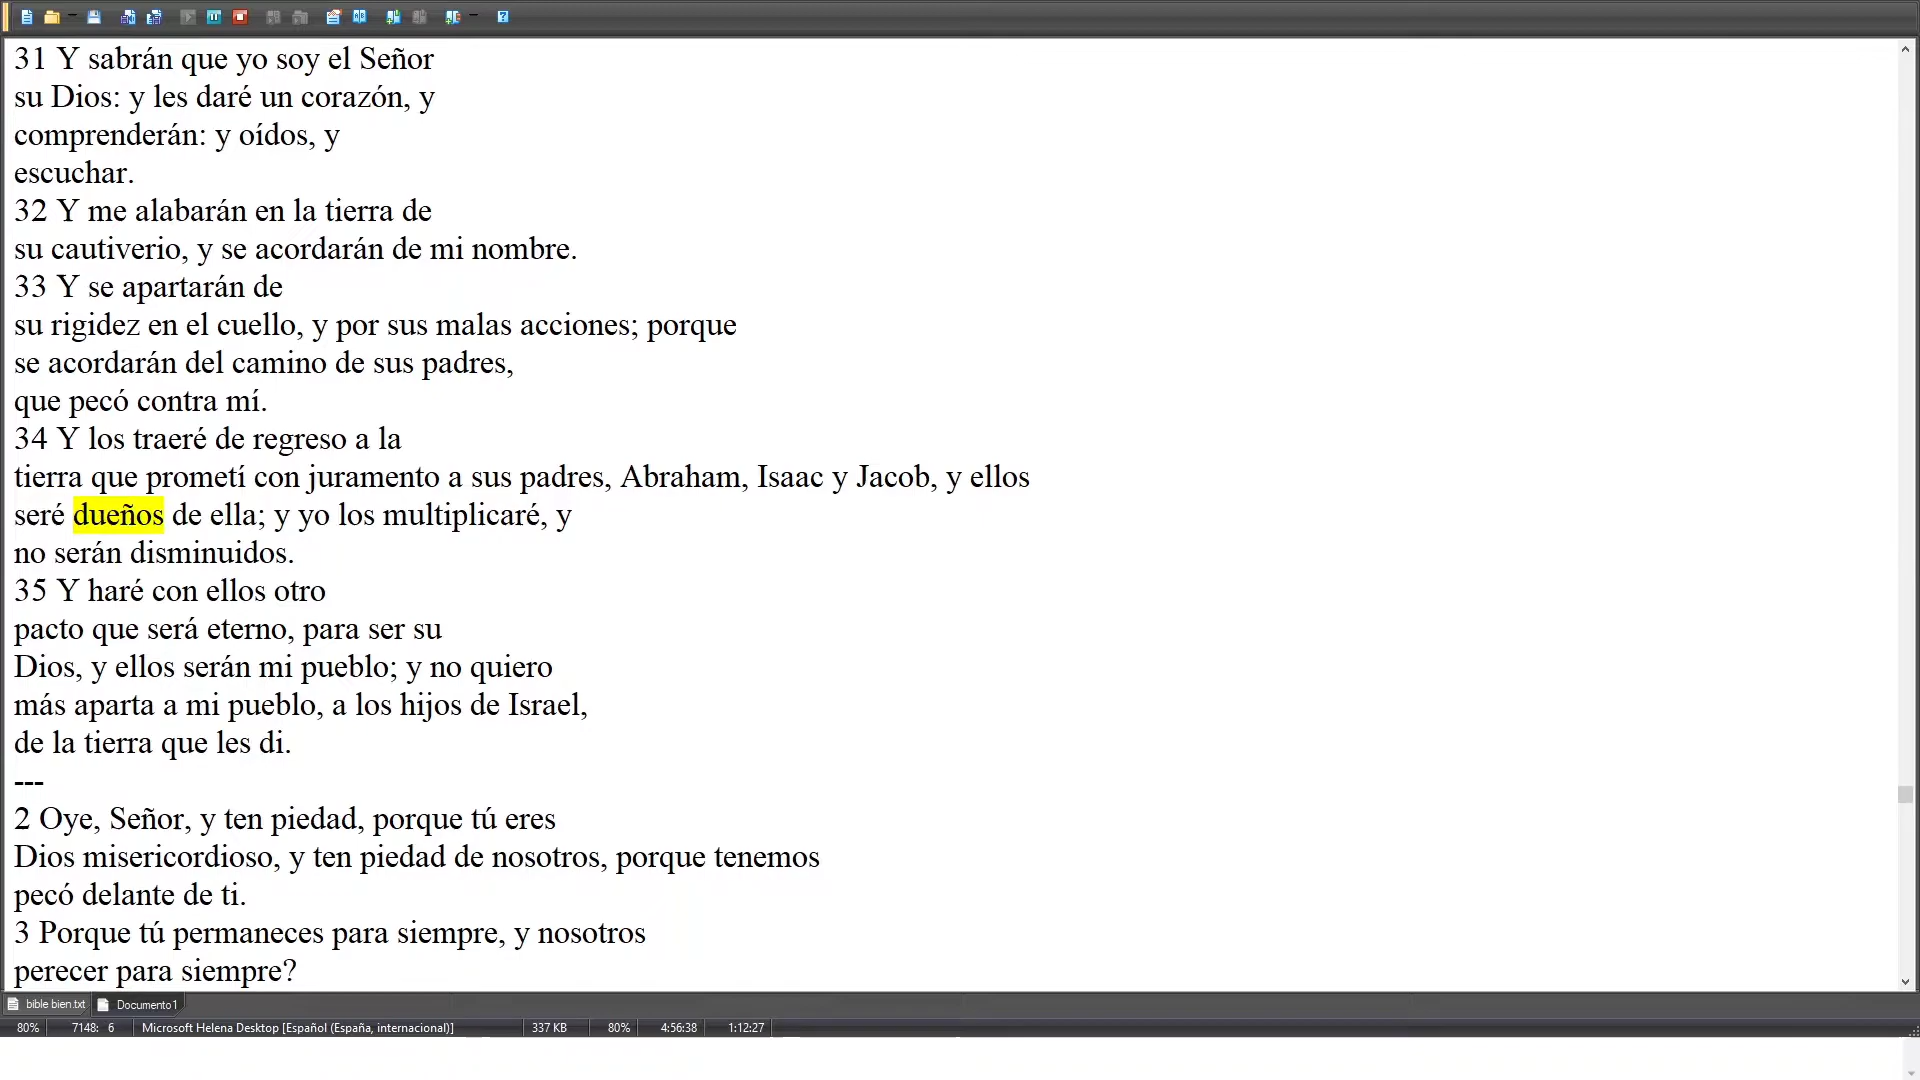 31 Y sabrán que yo soy el Señor
su Dios: y les daré un corazón, y
comprenderán: y oídos, y
escuchar.
32 Y me alabarán en la tierra de
su cautiverio, y se acordarán de mi nombre.
33 Y se apartarán de
su rigidez en el cuello, y por sus malas acciones; porque
se acordarán del camino de sus padres,
que pecó contra mí.
34 Y los traeré de regreso a la
tierra que prometí con juramento a sus padres, Abraham, Isaac y Jacob, y ellos
seré dueños de ella; y yo los multiplicaré, y
no serán disminuidos.
35 Y haré con ellos otro
pacto que será eterno, para ser su
Dios, y ellos serán mi pueblo; y no quiero
más aparta a mi pueblo, a los hijos de Israel,
de la tierra que les di.
---
2 Oye, Señor, y ten piedad, porque tú eres
Dios misericordioso, y ten piedad de nosotros, porque tenemos
pecó delante de ti.
3 Porque tú permaneces para siempre, y nosotros
perecer para siempre?
bible bien.txt Documento1
80% 7148: 6 Microsoft Helena Desktop [Español (España, internacional)] 337 KB 80% 4:56:38 1:12:27